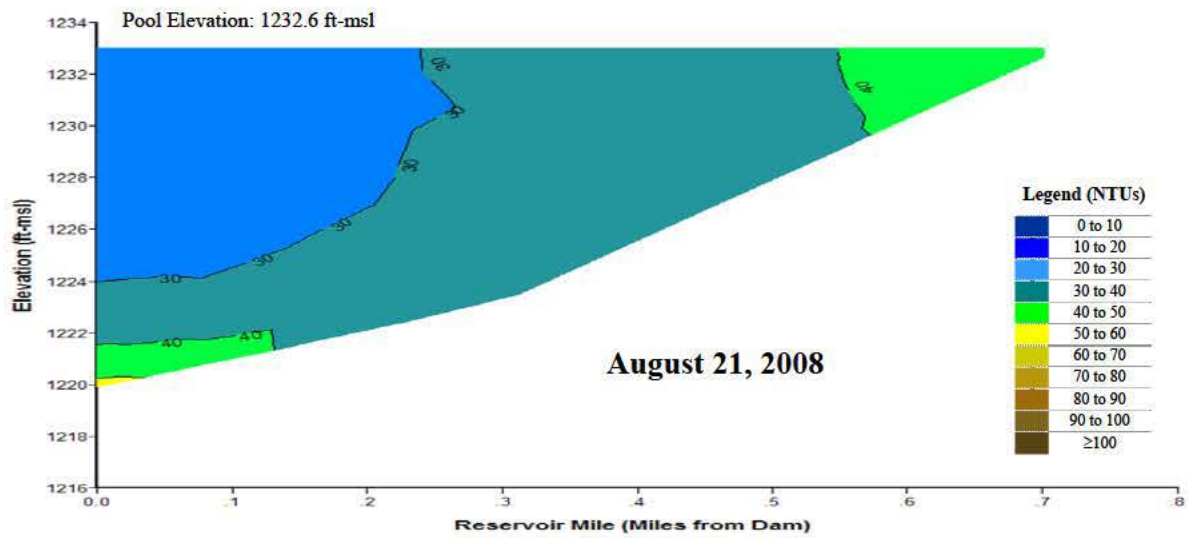 Pool Elevation: 1232.6 ft-msl
1234
1232
1230
1228
1226
1224
1222
1220
1218
1216
Elevation (ft-msl)
30
30
30
30
30
30
40
40
40
August 21, 2008
Legend (NTUs)
0 to 10
10 to 20
20 to 30
30 to 40
40 to 50
50 to 60
60 to 70
70 to 80
80 to 90
90 to 100
≥100
0.0 .1 .2 .3 .4 .5 .6 .7 .8
Reservoir Mile (Miles from Dam)